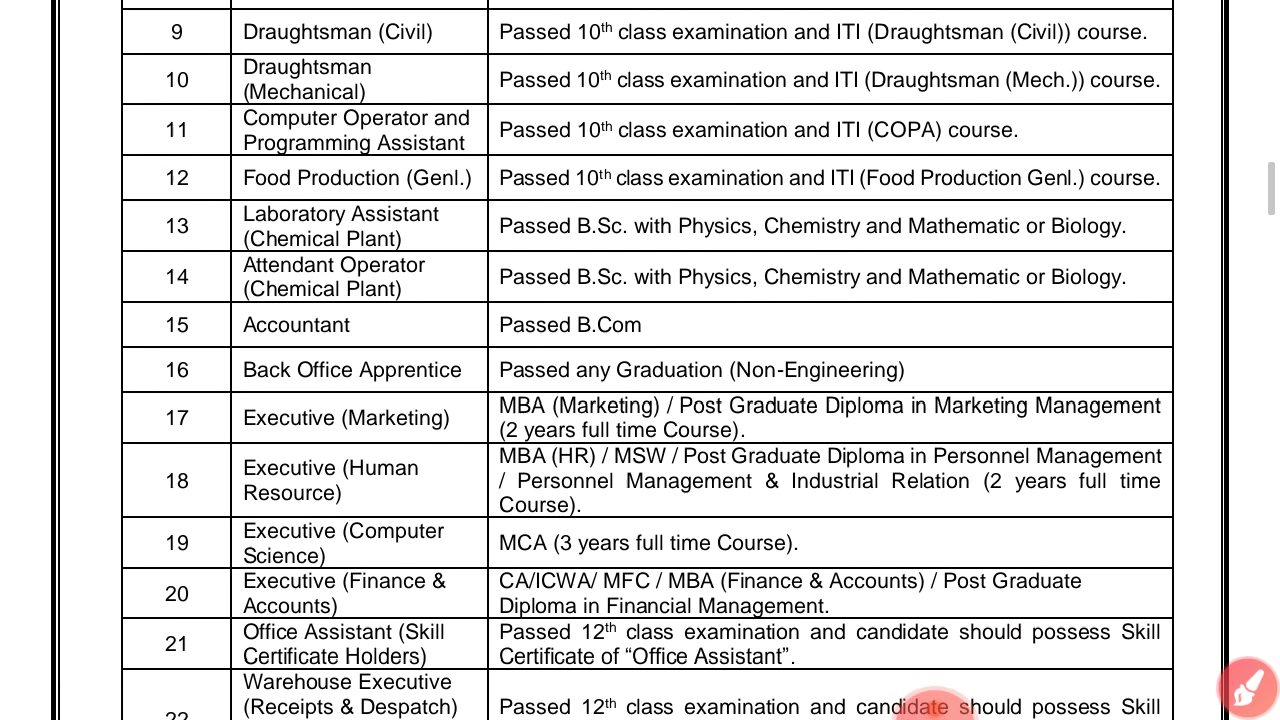 9 Draughtsman (Civil) Passed 10th class examination and ITI (Draughtsman (Civil)) course.
10 Draughtsman
(Mechanical) Passed 10th class examination and ITI (Draughtsman (Mech.)) course.
11 Computer Operator and
Programming Assistant Passed 10th class examination and ITI (COPA) course.
12 Food Production (Genl.) Passed 10th class examination and ITI (Food Production Genl.) course.
13 Laboratory Assistant
(Chemical Plant) Passed B.Sc. with Physics, Chemistry and Mathematic or Biology.
14 Attendant Operator
(Chemical Plant) Passed B.Sc. with Physics, Chemistry and Mathematic or Biology.
15 Accountant Passed B.Com
16 Back Office Apprentice Passed any Graduation (Non-Engineering)
17 Executive (Marketing) MBA (Marketing) / Post Graduate Diploma in Marketing Management
(2 years full time Course).
18 Executive (Human
Resource) MBA (HR) / MSW / Post Graduate Diploma in Personnel Management
/ Personnel Management & Industrial Relation (2 years full time
Course).
19 Executive (Computer
Science) MCA (3 years full time Course).
20 Executive (Finance &
Accounts) CA/ICWA/ MFC / MBA (Finance & Accounts) / Post Graduate
Diploma in Financial Management.
21 Office Assistant (Skill
Certificate Holders) Passed 12th class examination and candidate should possess Skill
Certificate of “Office Assistant”.
22 Warehouse Executive
(Receipts & Despatch) Passed 12th class examination and candidate should possess Skill